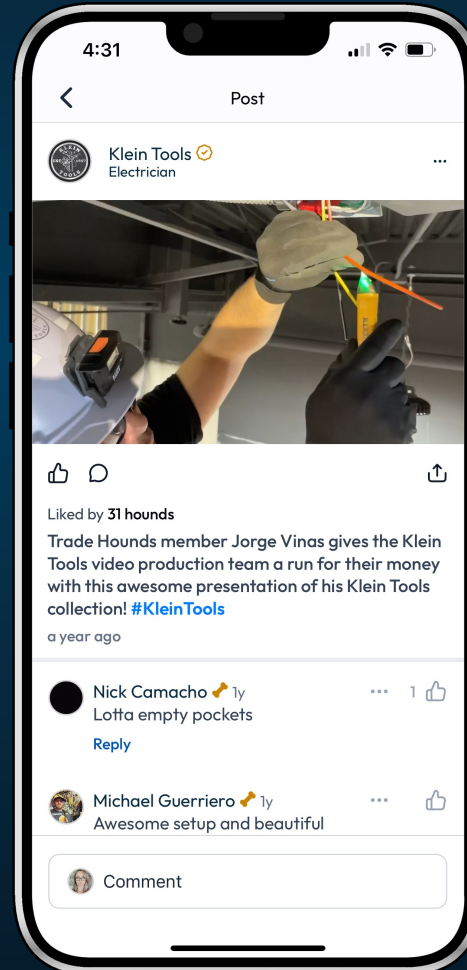 4:31
Post
Klein Tools
Electrician
Liked by 31 hounds
Trade Hounds member Jorge Vinas gives the Klein
Tools video production team a run for their money
with this awesome presentation of his Klein Tools
collection! #KleinTools
a year ago
Nick Camacho 1y
1
Lotta empty pockets
Reply
Michael Guerriero 1y
Awesome setup and beautiful
Comment